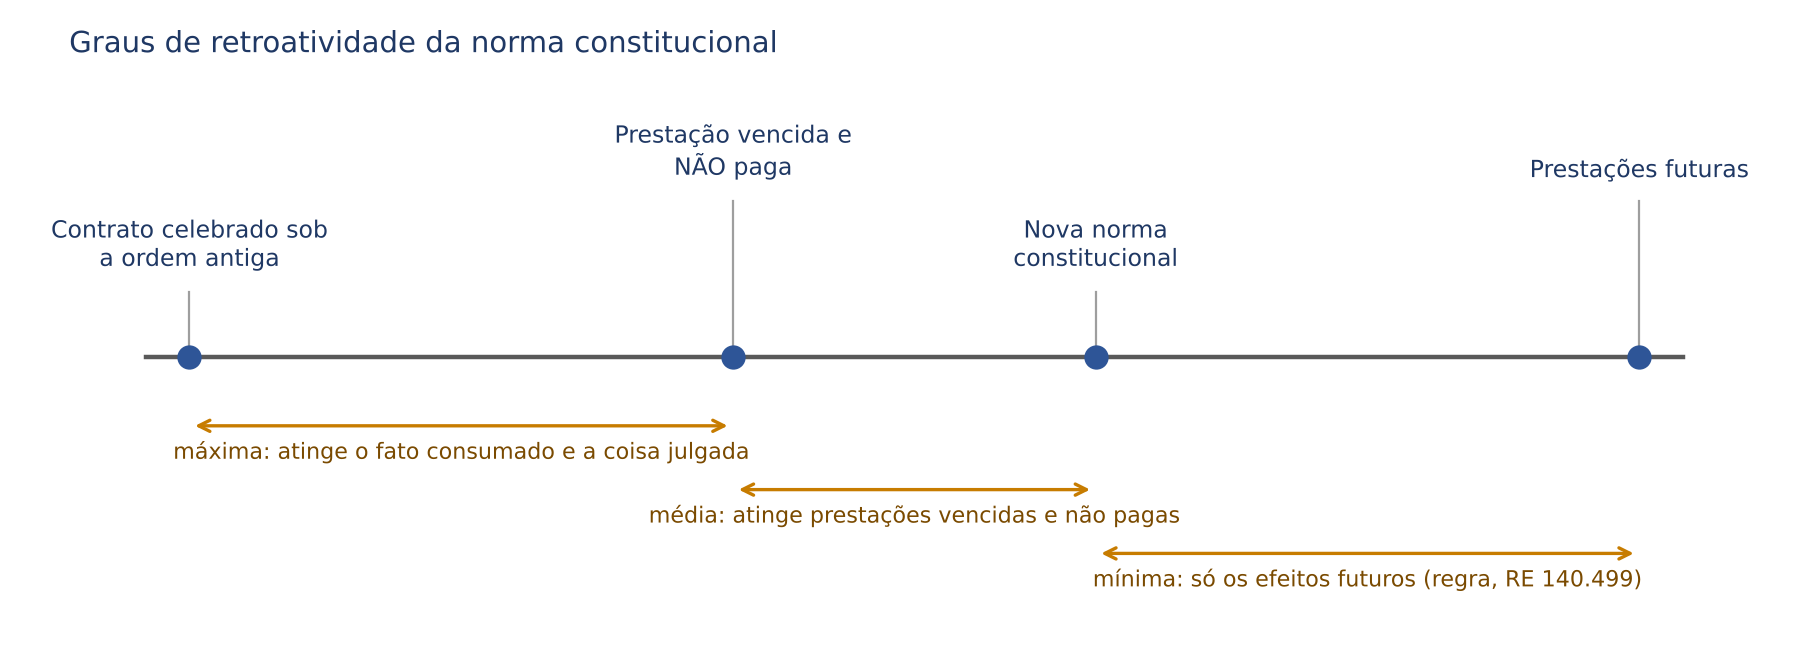 Graus de retroatividade da norma constitucional
Prestação vencida e
NÃO paga
Prestações futuras
Contrato celebrado sob
a ordem antiga
Nova norma
constitucional
máxima: atinge o fato consumado e a coisa julgada
média: atinge prestações vencidas e não pagas
mínima: só os efeitos futuros (regra, RE 140.499)